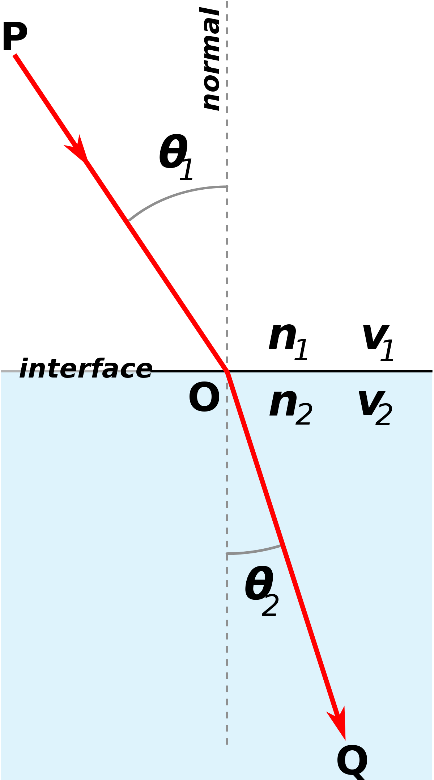 P
normal
θ1
n1 v1
interface
O
n2 v2
θ2
Q